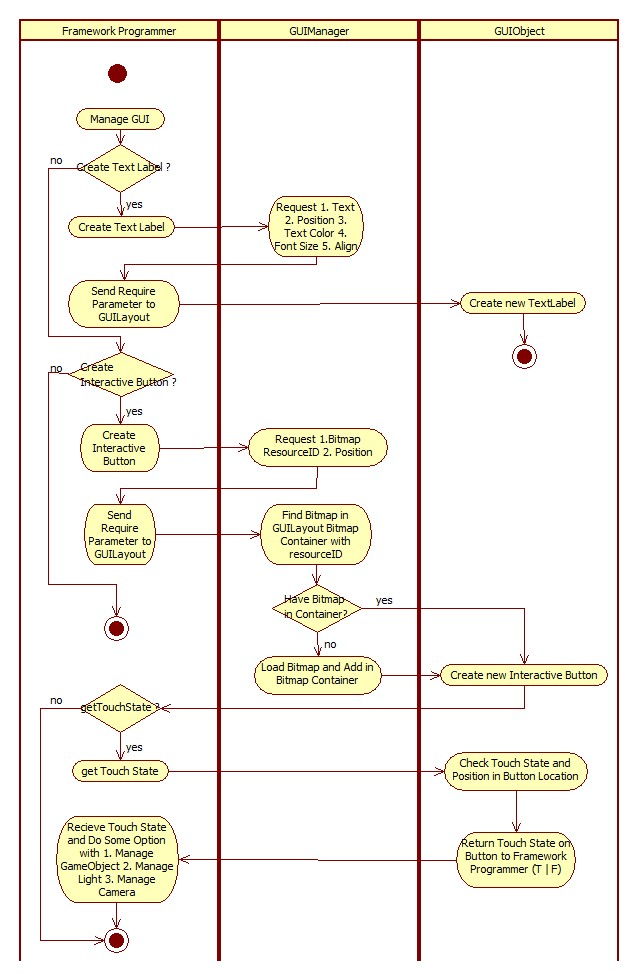 Framework Programmer
GUIManager
GUIObject
Manage GUI
no
Create Text Label ?
yes
Create Text Label
Request 1. Text
2. Position 3.
Text Color 4.
Font Size 5. Align
Send Require
Parameter to
GUILayout
Create new TextLabel
no
Create
Interactive Button ?
yes
Create
Interactive
Button
Request 1.Bitmap
ResourceID 2. Position
Send
Require
Parameter to
GUILayout
Find Bitmap in
GUILayout Bitmap
Container with
resourceID
Have Bitmap
in Container?
yes
no
Load Bitmap and Add in
Bitmap Container
Create new Interactive Button
no
getTouchState ?
yes
get Touch State
Check Touch State and
Position in Button Location
Recieve Touch State
and Do Some Option
with 1. Manage
GameObject 2. Manage
Light 3. Manage
Camera
Return Touch State on
Button to Framework
Programmer (T | F)